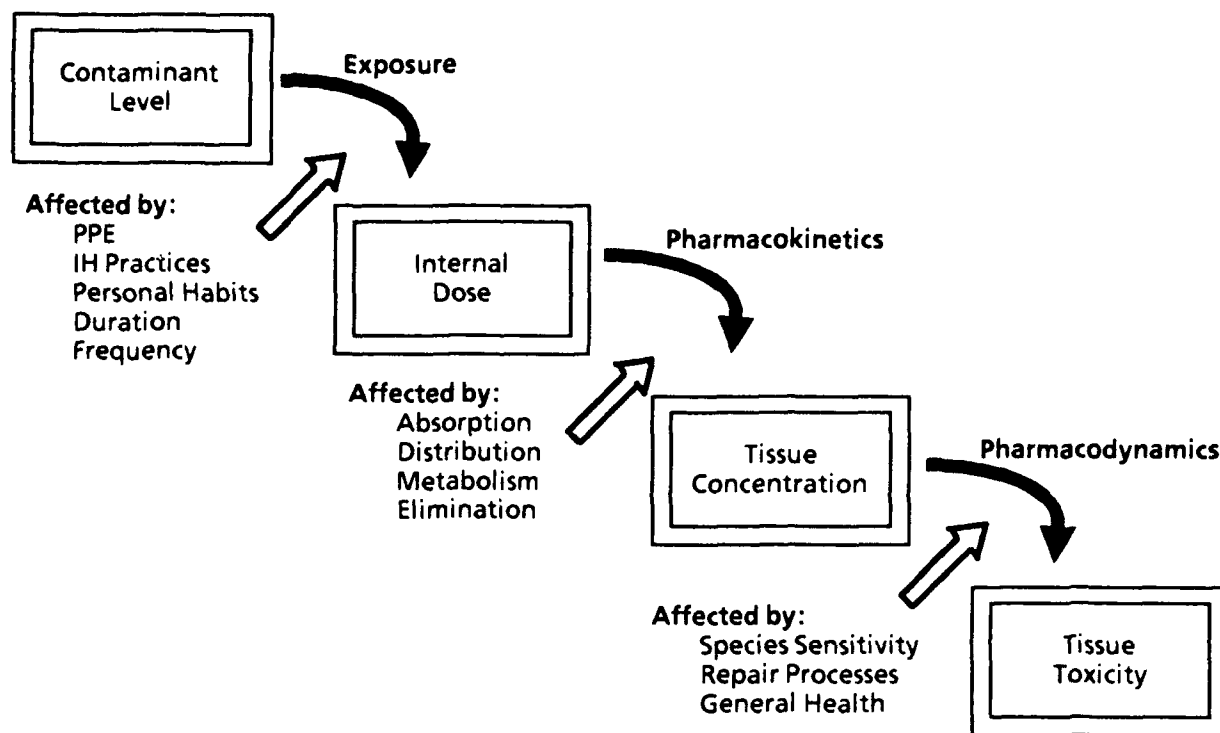 Contaminant
Level
Exposure
Affected by:
PPE
IH Practices
Personal Habits
Duration
Frequency
Internal
Dose
Pharmacokinetics
Affected by:
Absorption
Distribution
Metabolism
Elimination
Tissue
Concentration
Pharmacodynamics
Affected by:
Species Sensitivity
Repair Processes
General Health
Tissue
Toxicity